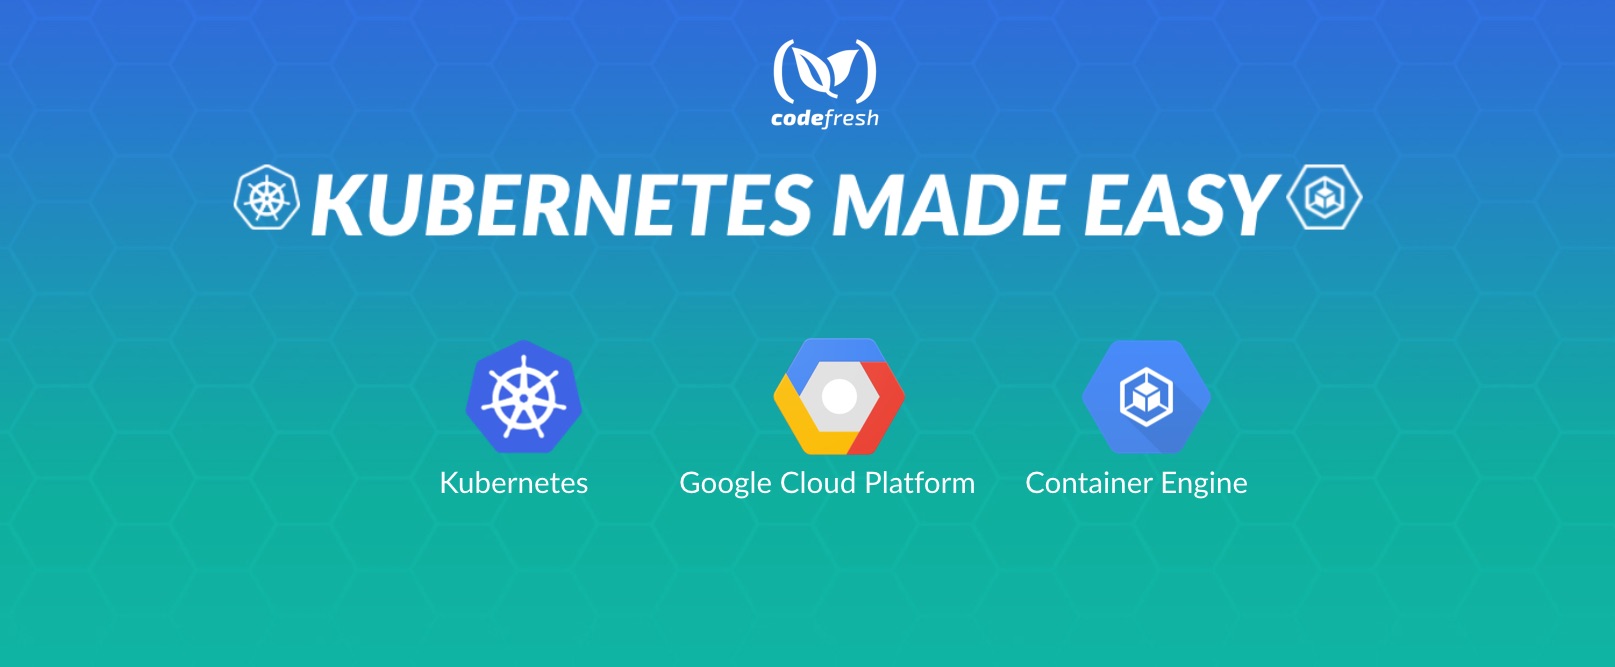 codefresh
KUBERNETES MADE EASY
Kubernetes
Google Cloud Platform
Container Engine